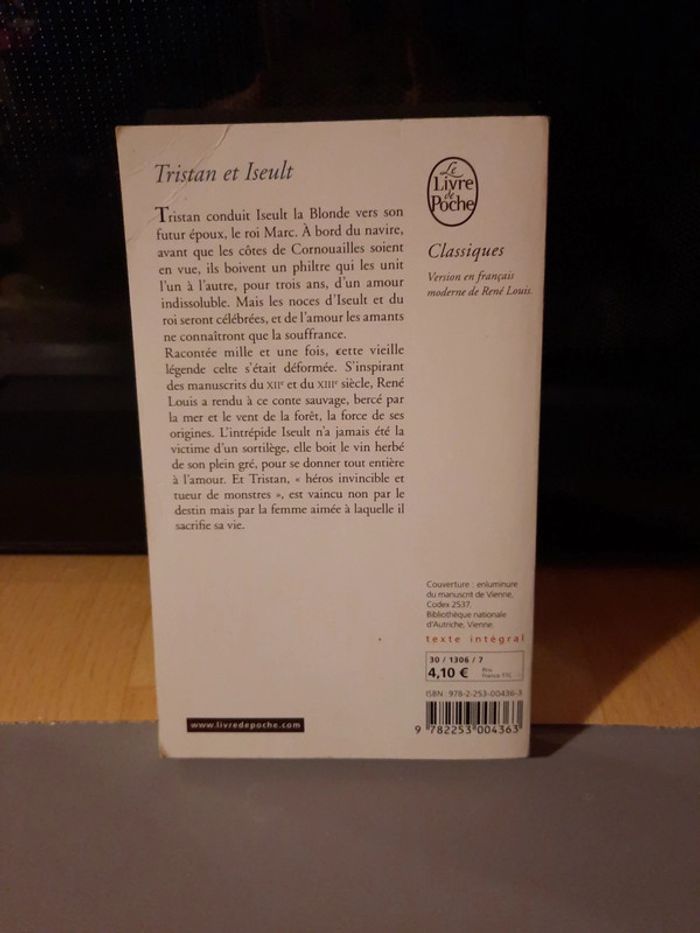 Tristan et Iseult
Tristan conduit Iseult la Blonde vers son
futur époux, le roi Marc. À bord du navire,
avant que les côtes de Cornouailles soient
en vue, ils boivent un philtre qui les unit
l'un à l'autre, pour trois ans, d'un amour
indissoluble. Mais les noces d'Iseult et du
roi seront célébrées, et de l'amour les amants
ne connaîtront que la souffrance.
Racontée mille et une fois, cette vieille
légende celte s'était déformée. S'inspirant
des manuscrits du XIIe et du XIIIe siècle, René
Louis a rendu à ce conte sauvage, bercé par
la mer et le vent de la forêt, la force de ses
origines. L'intrépide Iseult n'a jamais été la
victime d'un sortilège, elle boit le vin herbé
de son plein gré, pour se donner tout entière
à l'amour. Et Tristan, « héros invincible et
tueur de monstres », est vaincu non par le
destin mais par la femme aimée à laquelle il
sacrifie sa vie.
www.livredepoche.com
Le
Livre
de
Poche
Classiques
Version en français
moderne de René Louis.
Couverture : enluminure
du manuscrit de Vienne,
Codex 2537,
Bibliothèque nationale
d'Autriche, Vienne.
texte intégral
30 / 1306 / 7
4,10 € Prix
France TTC
ISBN : 978-2-253-00436-3
9 782253 004363